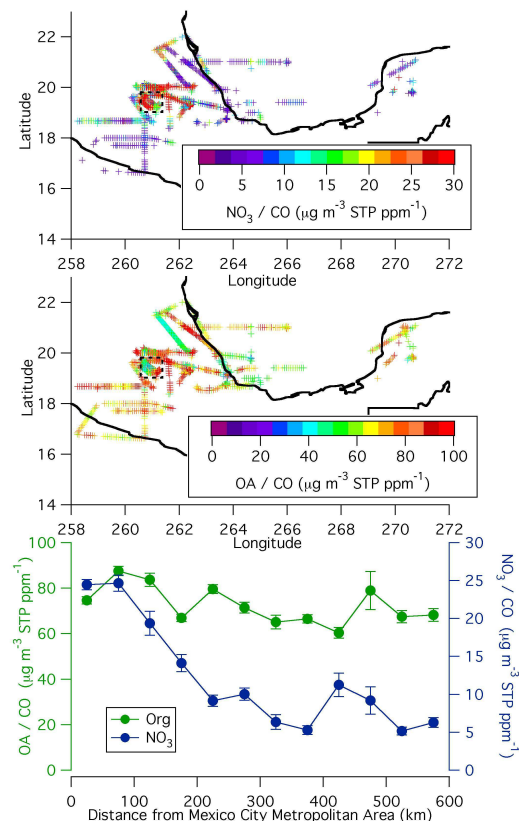 22
20
18
16
14
Latitude
0 5 10 15 20 25 30
NO3 / CO (μg m-3 STP ppm-1)
258 260 262 264 266 268 270 272
Longitude
22
20
18
16
14
Latitude
0 20 40 60 80 100
OA / CO (μg m-3 STP ppm-1)
258 260 262 264 266 268 270 272
Longitude
100
80
60
40
20
0
OA / CO (μg m-3 STP ppm-1)
30
25
20
15
10
5
0
NO3 / CO (μg m-3 STP ppm-1)
Org
NO3
0 100 200 300 400 500 600
Distance from Mexico City Metropolitan Area (km)